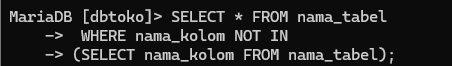 MariaDB [dbtoko]> SELECT * FROM nama_tabel
    ->  WHERE nama_kolom NOT IN
    -> (SELECT nama_kolom FROM nama_tabel);